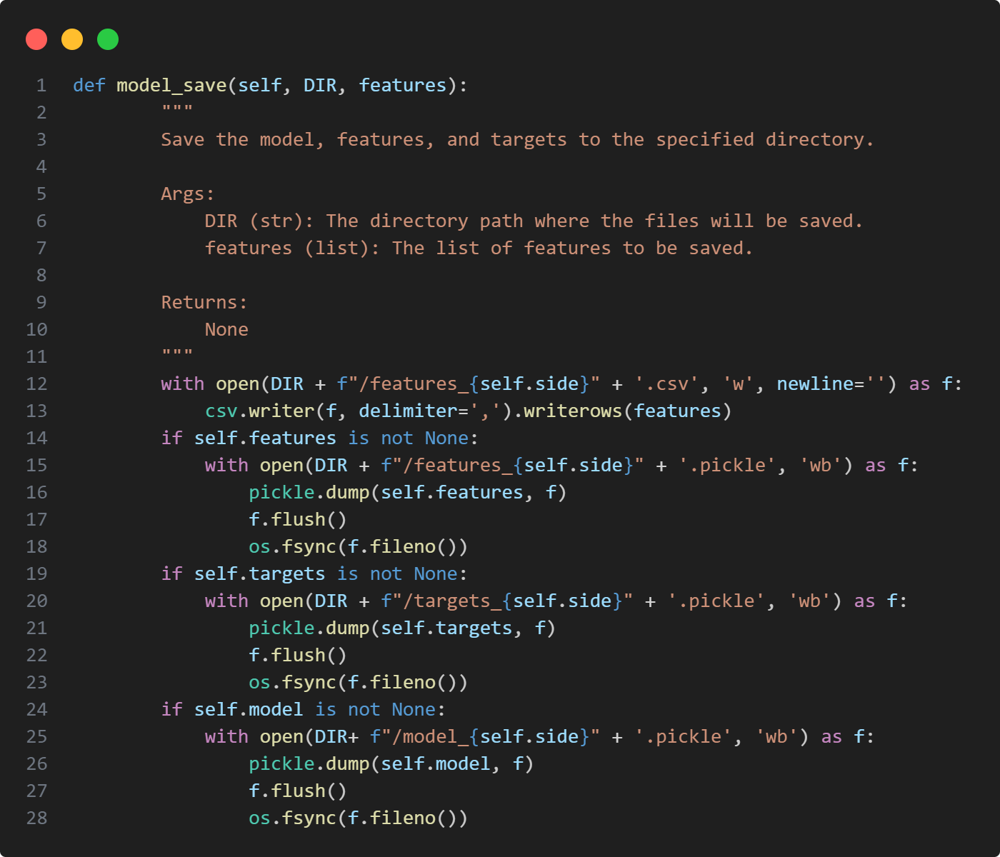 1 def model_save(self, DIR, features):
2         """
3         Save the model, features, and targets to the specified directory.
4
5         Args:
6             DIR (str): The directory path where the files will be saved.
7             features (list): The list of features to be saved.
8
9         Returns:
10             None
11         """
12         with open(DIR + f"/features_{self.side}" + '.csv', 'w', newline='') as f:
13             csv.writer(f, delimiter=',').writerows(features)
14         if self.features is not None:
15             with open(DIR + f"/features_{self.side}" + '.pickle', 'wb') as f:
16                 pickle.dump(self.features, f)
17                 f.flush()
18                 os.fsync(f.fileno())
19         if self.targets is not None:
20             with open(DIR + f"/targets_{self.side}" + '.pickle', 'wb') as f:
21                 pickle.dump(self.targets, f)
22                 f.flush()
23                 os.fsync(f.fileno())
24         if self.model is not None:
25             with open(DIR+ f"/model_{self.side}" + '.pickle', 'wb') as f:
26                 pickle.dump(self.model, f)
27                 f.flush()
28                 os.fsync(f.fileno())